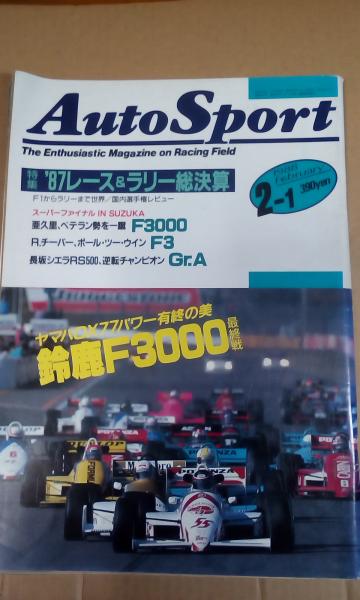 AutoSport
The Enthusiastic Magazine on Racing Field
特集 '87レース&ラリー総決算
F1からラリーまで世界/国内選手権レビュー
1988 February
2-1
390yen
スーパーファイナル IN SUZUKA
亜久里、ベテラン勢を一蹴 F3000
R.チーバー、ポール・ツー・ウイン F3
長坂シエラRS500、逆転チャンピオン Gr.A
ヤマハOX77パワー有終の美
鈴鹿F3000最終戦
Marlboro
POTENZA
55
6